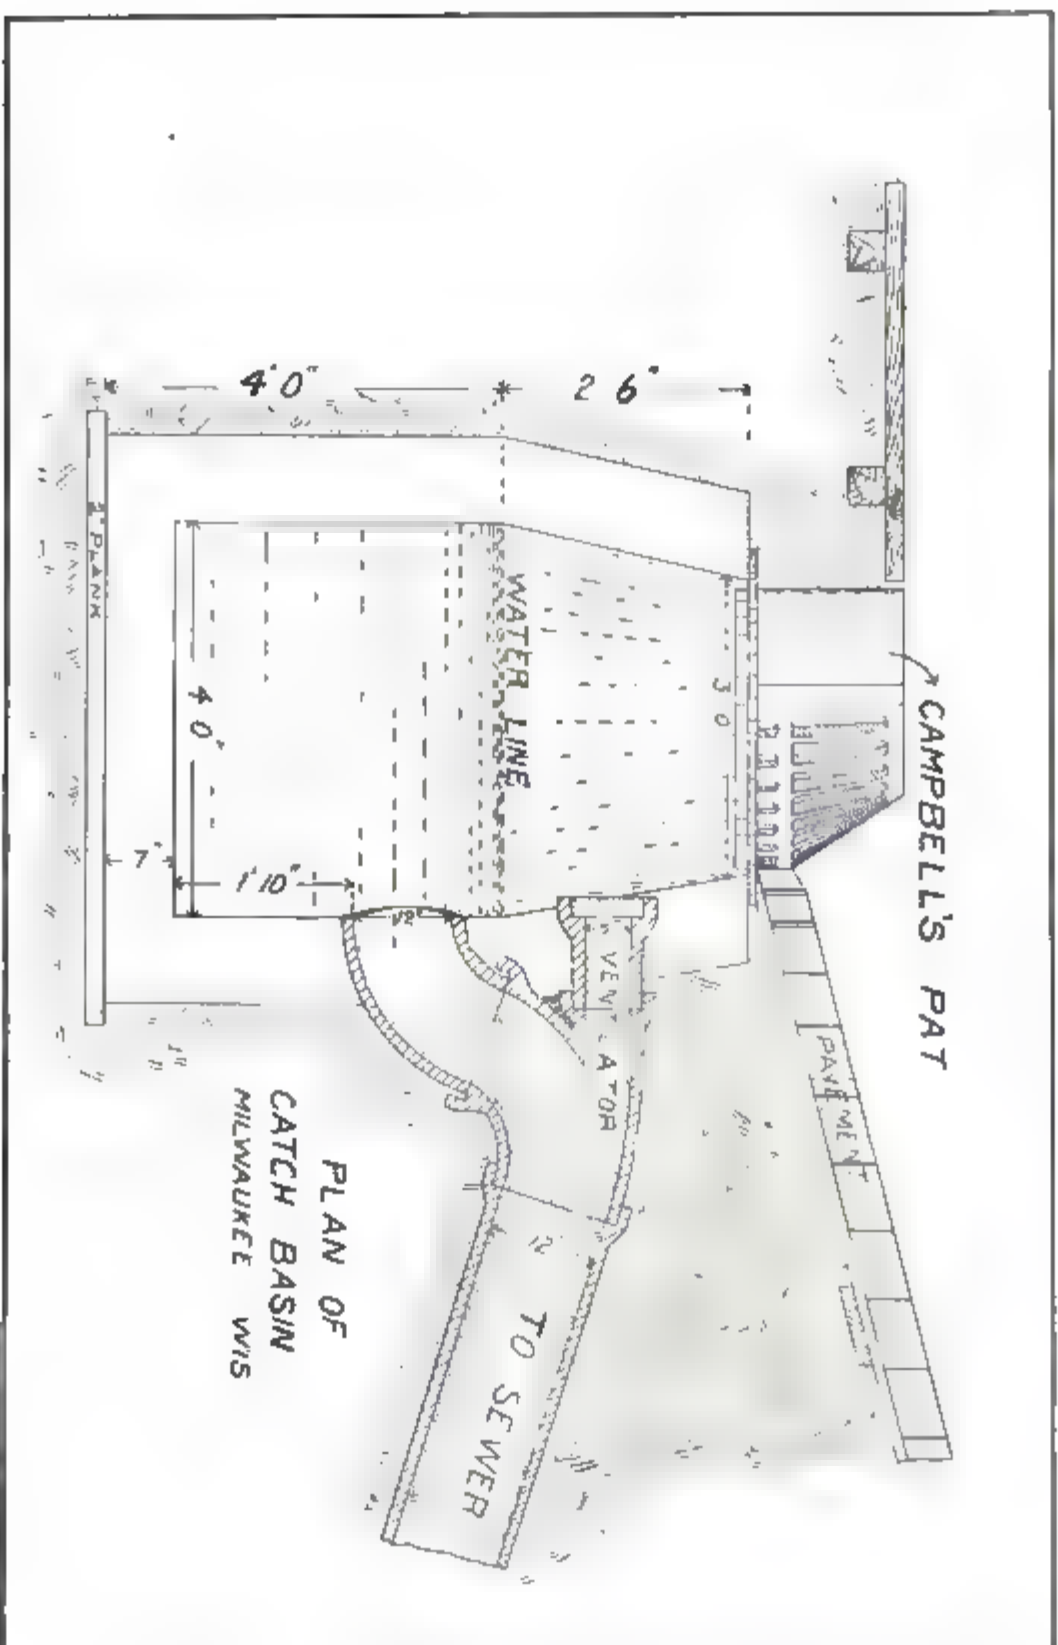 CAMPBELL'S PAT
PAVEMENT
2 6"
4' 0"
3 0
WATER LINE
VENTILATOR
4 0"
1' 10"
7"
12
TO SEWER
2" PLANK
PLAN OF
CATCH BASIN
MILWAUKEE WIS